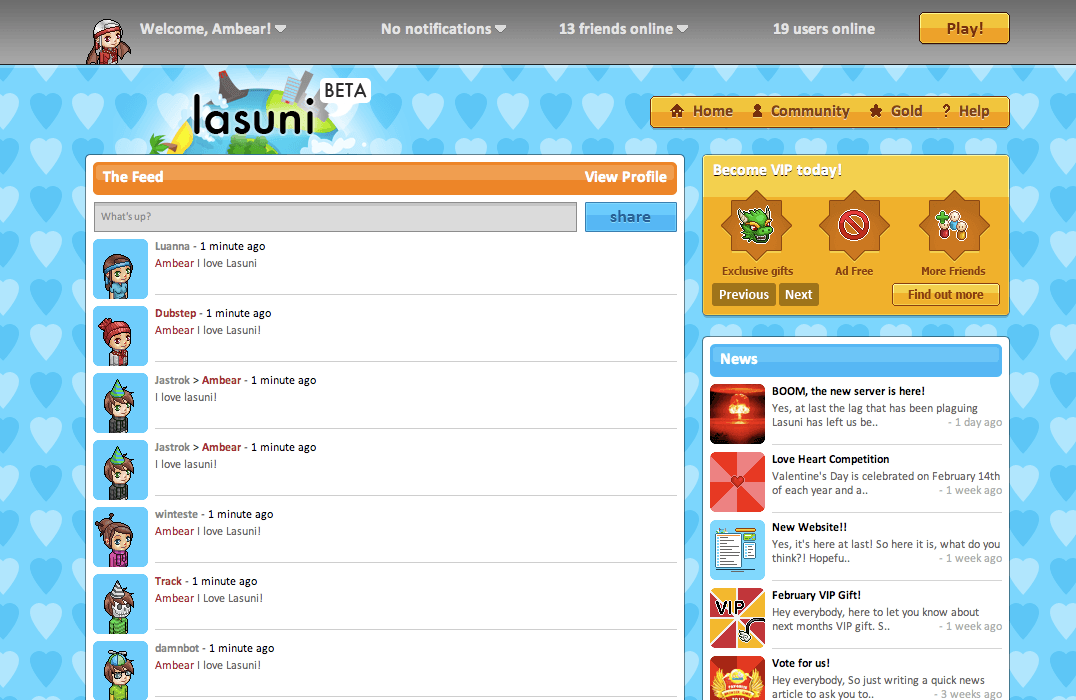 Welcome, Ambear!
No notifications
13 friends online
19 users online
Play!
lasuni
BETA
Home
Community
Gold
? Help
The Feed
View Profile
What's up?
share
Luanna - 1 minute ago
Ambear I love Lasuni
Dubstep - 1 minute ago
Ambear I love Lasuni!
Jastrok > Ambear - 1 minute ago
I love lasuni!
Jastrok > Ambear - 1 minute ago
I love lasuni!
winteste - 1 minute ago
Ambear I love Lasuni!
Track - 1 minute ago
Ambear I Love Lasuni!
damnbot - 1 minute ago
Ambear I love Lasuni!
Become VIP today!
Exclusive gifts
Ad Free
More Friends
Previous
Next
Find out more
News
BOOM, the new server is here!
Yes, at last the lag that has been plaguing
Lasuni has left us be..
- 1 day ago
Love Heart Competition
Valentine's Day is celebrated on February 14th
of each year and a..
- 1 week ago
New Website!!
Yes, it's here at last! So here it is, what do you
think?! Hopefu..
- 1 week ago
VIP
February VIP Gift!
Hey everybody, here to let you know about
next months VIP gift. S..
- 1 week ago
Vote for us!
Hey everybody, So just writing a quick news
article to ask you to..
- 3 weeks ago